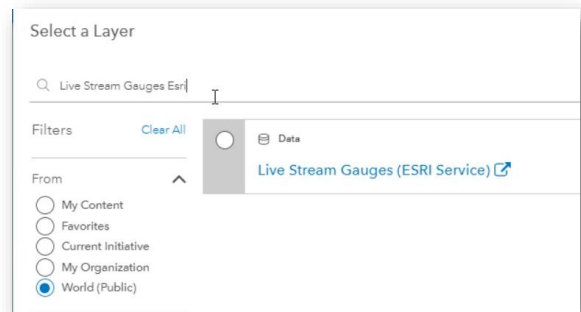 Select a Layer
Live Stream Gauges Esri
Filters
Clear All
Data
Live Stream Gauges (ESRI Service)
From
My Content
Favorites
Current Initiative
My Organization
World (Public)